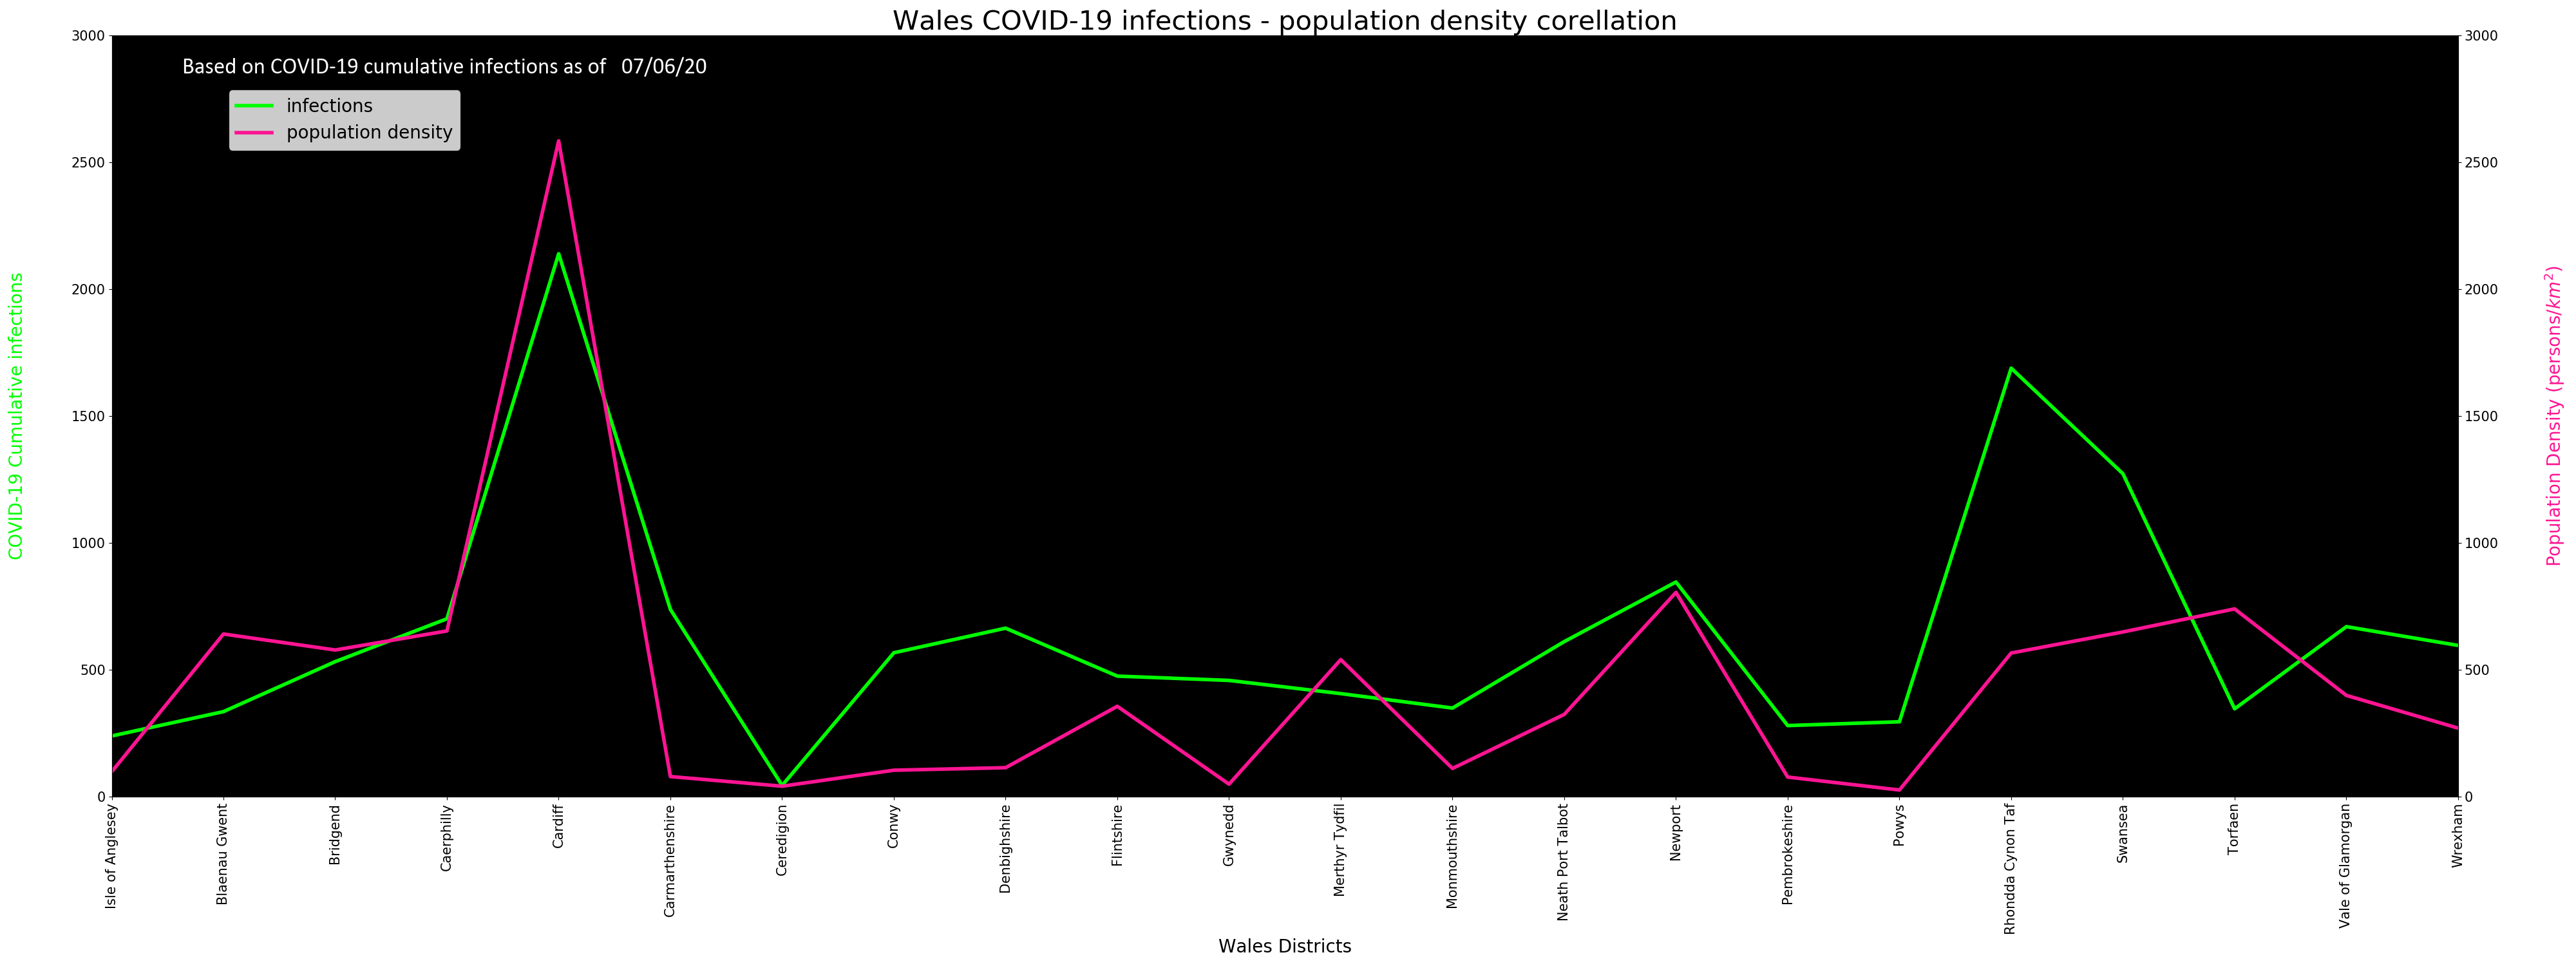 Wales COVID-19 infections - population density corellation
Based on COVID-19 cumulative infections as of 07/06/20
infections
population density
3000
2500
2000
1500
1000
500
0
COVID-19 Cumulative infections
3000
2500
2000
1500
1000
500
0
Population Density (persons/km²)
Isle of Anglesey
Blaenau Gwent
Bridgend
Caerphilly
Cardiff
Carmarthenshire
Ceredigion
Conwy
Denbighshire
Flintshire
Gwynedd
Merthyr Tydfil
Monmouthshire
Neath Port Talbot
Newport
Pembrokeshire
Powys
Rhondda Cynon Taf
Swansea
Torfaen
Vale of Glamorgan
Wrexham
Wales Districts